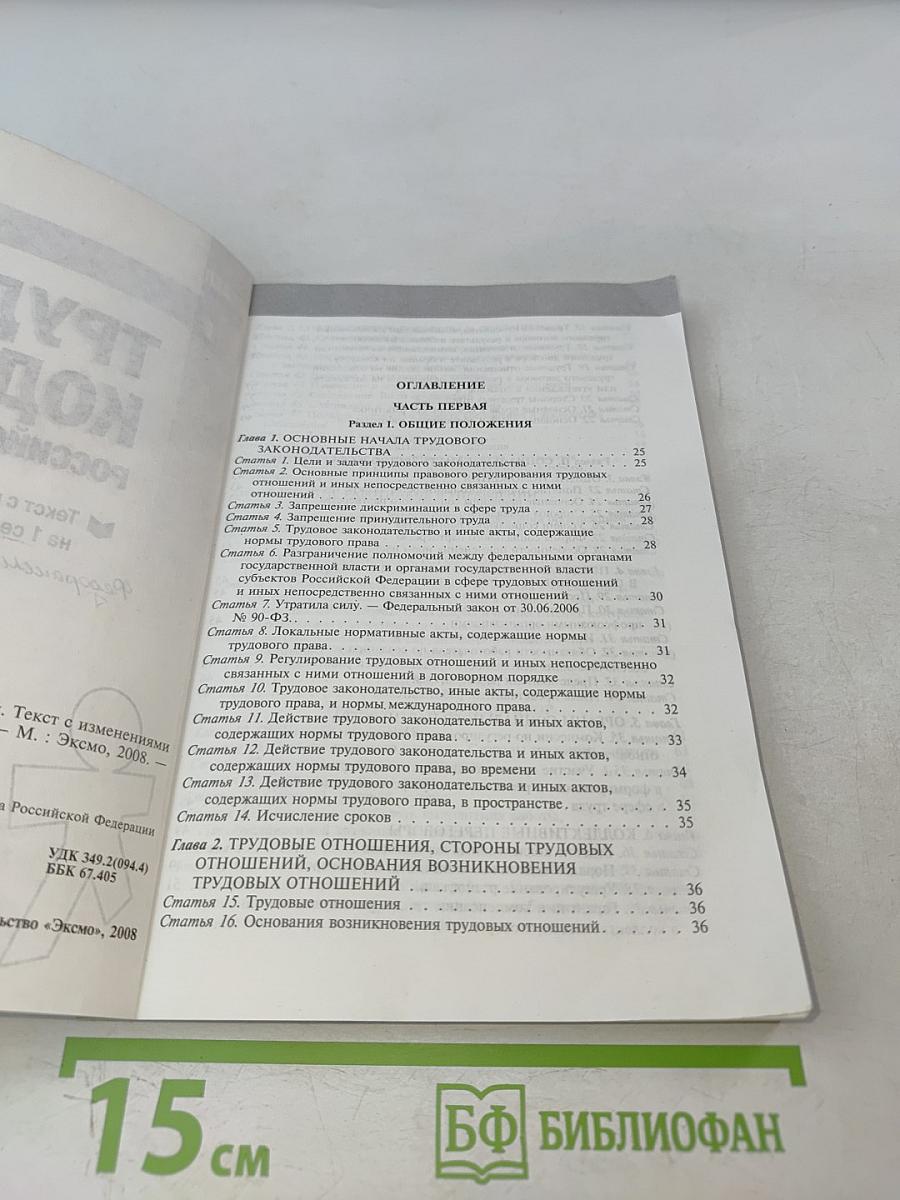 ОГЛАВЛЕНИЕ
ЧАСТЬ ПЕРВАЯ
Раздел I. ОБЩИЕ ПОЛОЖЕНИЯ
Глава 1. ОСНОВНЫЕ НАЧАЛА ТРУДОВОГО
ЗАКОНОДАТЕЛЬСТВА . . . . . . . . . . . . . . . . . . . . 25
Статья 1. Цели и задачи трудового законодательства . . . . . . . . . 25
Статья 2. Основные принципы правового регулирования трудовых
отношений и иных непосредственно связанных с ними
отношений . . . . . . . . . . . . . . . . . . . . . . . . . . . . 26
Статья 3. Запрещение дискриминации в сфере труда . . . . . . . . . 27
Статья 4. Запрещение принудительного труда . . . . . . . . . . . . 28
Статья 5. Трудовое законодательство и иные акты, содержащие
нормы трудового права . . . . . . . . . . . . . . . . . . . . . . 28
Статья 6. Разграничение полномочий между федеральными органами
государственной власти и органами государственной власти
субъектов Российской Федерации в сфере трудовых отношений
и иных непосредственно связанных с ними отношений . . . . . . 30
Статья 7. Утратила силу. — Федеральный закон от 30.06.2006
№ 90-ФЗ. . . . . . . . . . . . . . . . . . . . . . . . . . . . . . 31
Статья 8. Локальные нормативные акты, содержащие нормы
трудового права. . . . . . . . . . . . . . . . . . . . . . . . . . 31
Статья 9. Регулирование трудовых отношений и иных непосредственно
связанных с ними отношений в договорном порядке . . . . . . . 32
Статья 10. Трудовое законодательство, иные акты, содержащие нормы
трудового права, и нормы международного права. . . . . . . . . 32
Статья 11. Действие трудового законодательства и иных актов,
содержащих нормы трудового права. . . . . . . . . . . . . . . 33
Статья 12. Действие трудового законодательства и иных актов,
содержащих нормы трудового права, во времени . . . . . . . . 34
Статья 13. Действие трудового законодательства и иных актов,
содержащих нормы трудового права, в пространстве. . . . . . . 35
Статья 14. Исчисление сроков . . . . . . . . . . . . . . . . . . . 35
Глава 2. ТРУДОВЫЕ ОТНОШЕНИЯ, СТОРОНЫ ТРУДОВЫХ
ОТНОШЕНИЙ, ОСНОВАНИЯ ВОЗНИКНОВЕНИЯ
ТРУДОВЫХ ОТНОШЕНИЙ . . . . . . . . . . . . . . . . . . . 36
Статья 15. Трудовые отношения . . . . . . . . . . . . . . . . . . 36
Статья 16. Основания возникновения трудовых отношений. . . . . . 36
Текст с изменениями
— М. : Эксмо, 2008. —
Российской Федерации
УДК 349.2(094.4)
ББК 67.405
«Эксмо», 2008
15 см
БФ БИБЛИОФАН